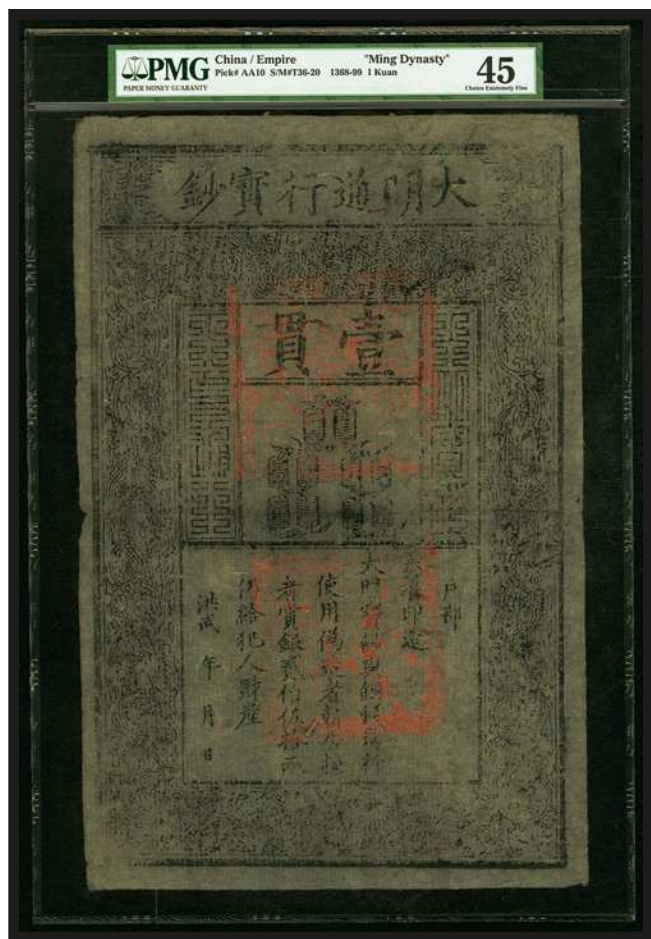 PMG
PAPER MONEY GUARANTY
China / Empire "Ming Dynasty"
Pick# AA10 S/M#T36-20 1368-99 1 Kuan
45
Choice Extremely Fine
大明通行寶鈔
壹貫
戶部
印造
大明寶鈔與銅錢通行
使用偽造者斬告捕
者賞銀貳伯伍拾兩
仍給犯人財產
洪武 年 月 日